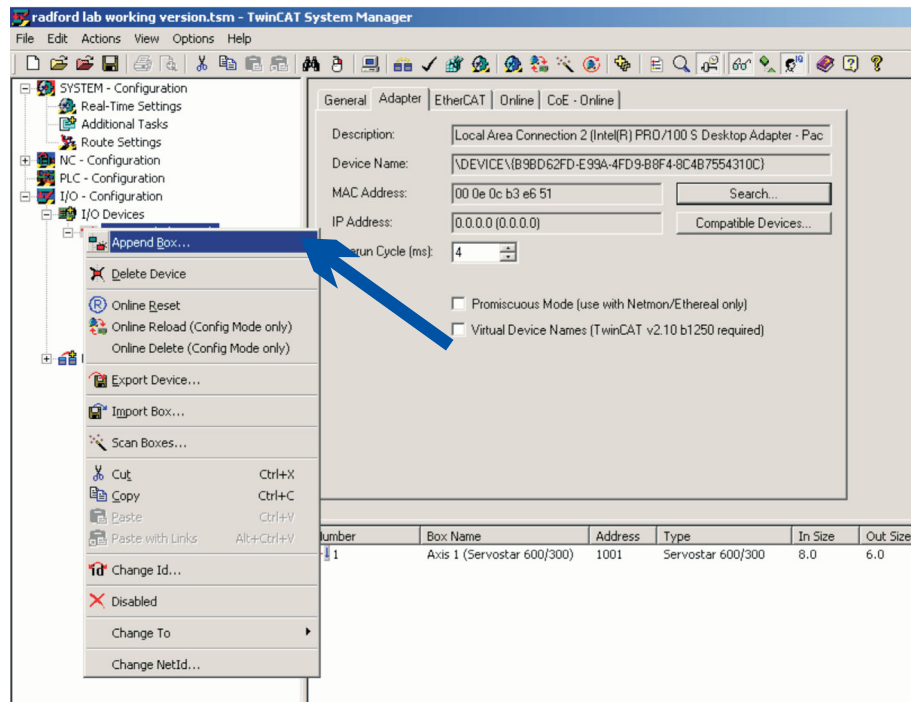 radford lab working version.tsm - TwinCAT System Manager
File Edit Actions View Options Help
SYSTEM - Configuration
Real-Time Settings
Additional Tasks
Route Settings
NC - Configuration
PLC - Configuration
I/O - Configuration
I/O Devices
Append Box...
Delete Device
Online Reset
Online Reload (Config Mode only)
Online Delete (Config Mode only)
Export Device...
Import Box...
Scan Boxes...
Cut Ctrl+X
Copy Ctrl+C
Paste Ctrl+V
Paste with Links Alt+Ctrl+V
Change Id...
Disabled
Change To
Change NetId...
General Adapter EtherCAT Online CoE - Online
Description: Local Area Connection 2 (Intel(R) PRO/100 S Desktop Adapter - Pac
Device Name: \DEVICE\{B9BD62FD-E99A-4FD9-B8F4-8C4B7554310C}
MAC Address: 00 0e 0c b3 e6 51 Search...
IP Address: 0.0.0.0 (0.0.0.0) Compatible Devices...
Cycle (ms): 4
Promiscuous Mode (use with Netmon/Ethereal only)
Virtual Device Names (TwinCAT v2.10 b1250 required)
Box Name Address Type In Size Out Size
1 Axis 1 (Servostar 600/300) 1001 Servostar 600/300 8.0 6.0